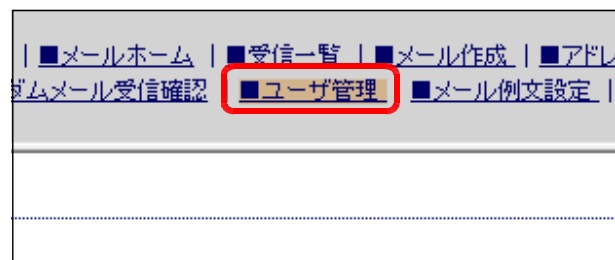 | ■メールホーム | ■受信一覧 | ■メール作成 | ■アドレ
ダムメール受信確認 ■ユーザ管理 ■メール例文設定 |